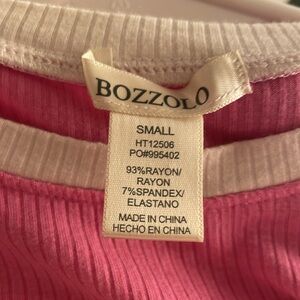 BOZZOLO
SMALL
HT12506
PO#995402
93%RAYON/
RAYON
7%SPANDEX/
ELASTANO
MADE IN CHINA
HECHO EN CHINA